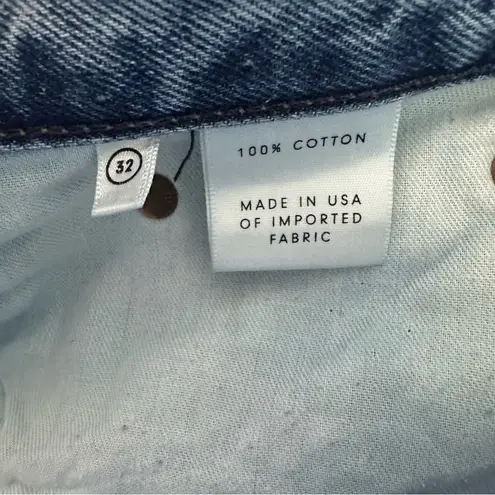 32
100% COTTON
MADE IN USA
OF IMPORTED
FABRIC